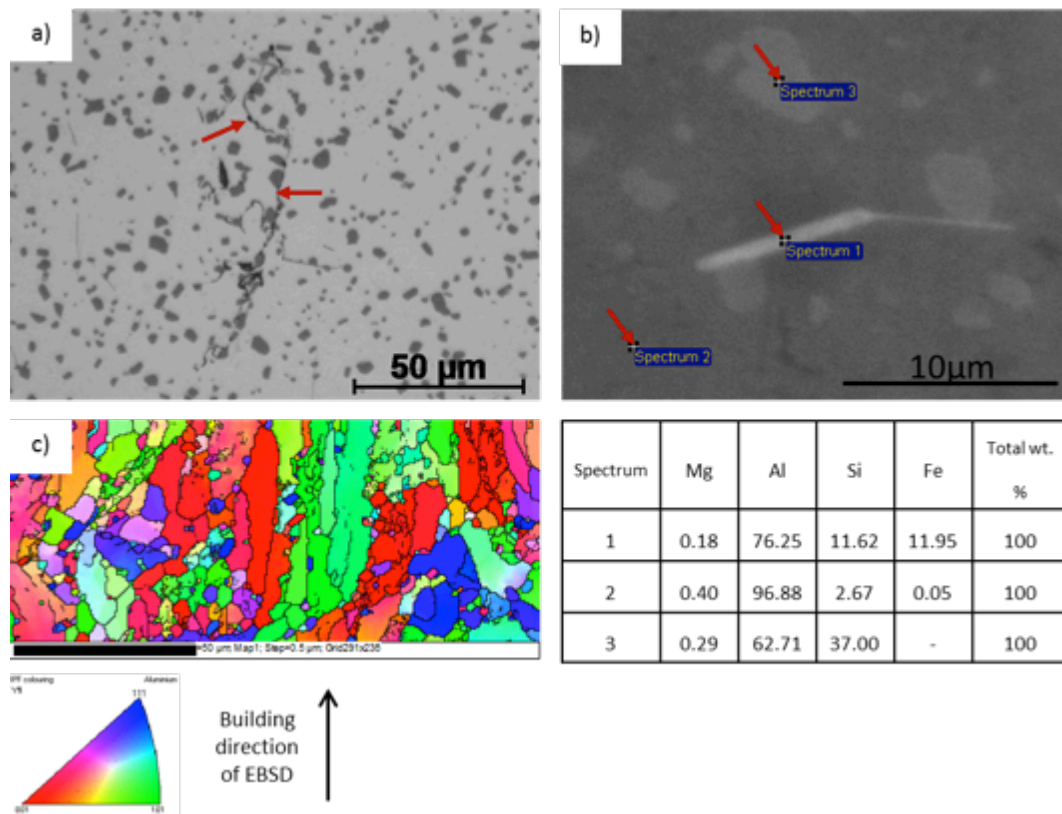 a)
50 µm
b)
Spectrum 3
Spectrum 1
Spectrum 2
10µm
c)
=50 µm; Map1; Step=0.5 µm; Grid291x236
Spectrum Mg Al Si Fe Total wt. %
1 0.18 76.25 11.62 11.95 100
2 0.40 96.88 2.67 0.05 100
3 0.29 62.71 37.00 - 100
colouring
Aluminium
111
001
101
Building
direction
of EBSD